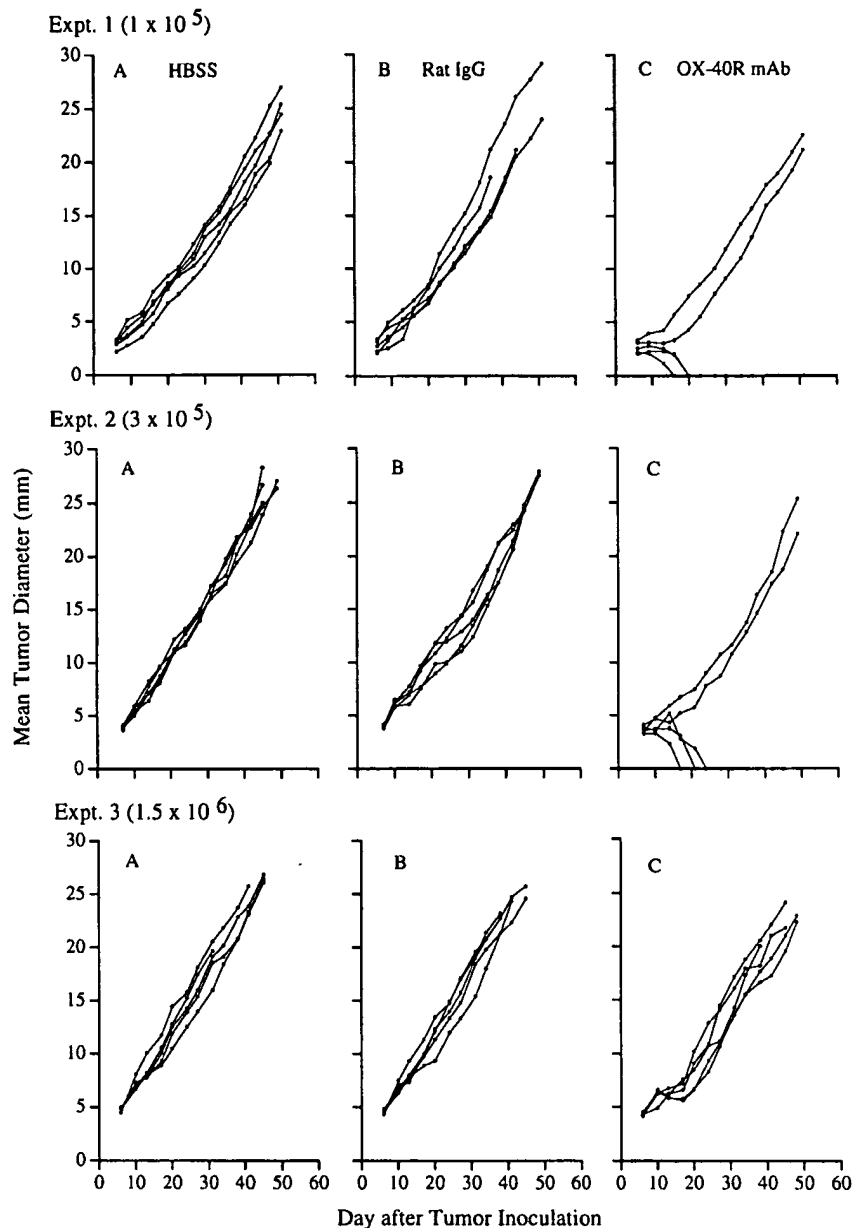 Expt. 1 (1 x 10 5)
A HBSS
B Rat IgG
C OX-40R mAb
30
25
20
15
10
5
0
Expt. 2 (3 x 10 5)
A
B
C
30
25
20
15
10
5
0
Mean Tumor Diameter (mm)
Expt. 3 (1.5 x 10 6)
A
B
C
30
25
20
15
10
5
0
0 10 20 30 40 50 60 0 10 20 30 40 50 60 0 10 20 30 40 50 60
Day after Tumor Inoculation